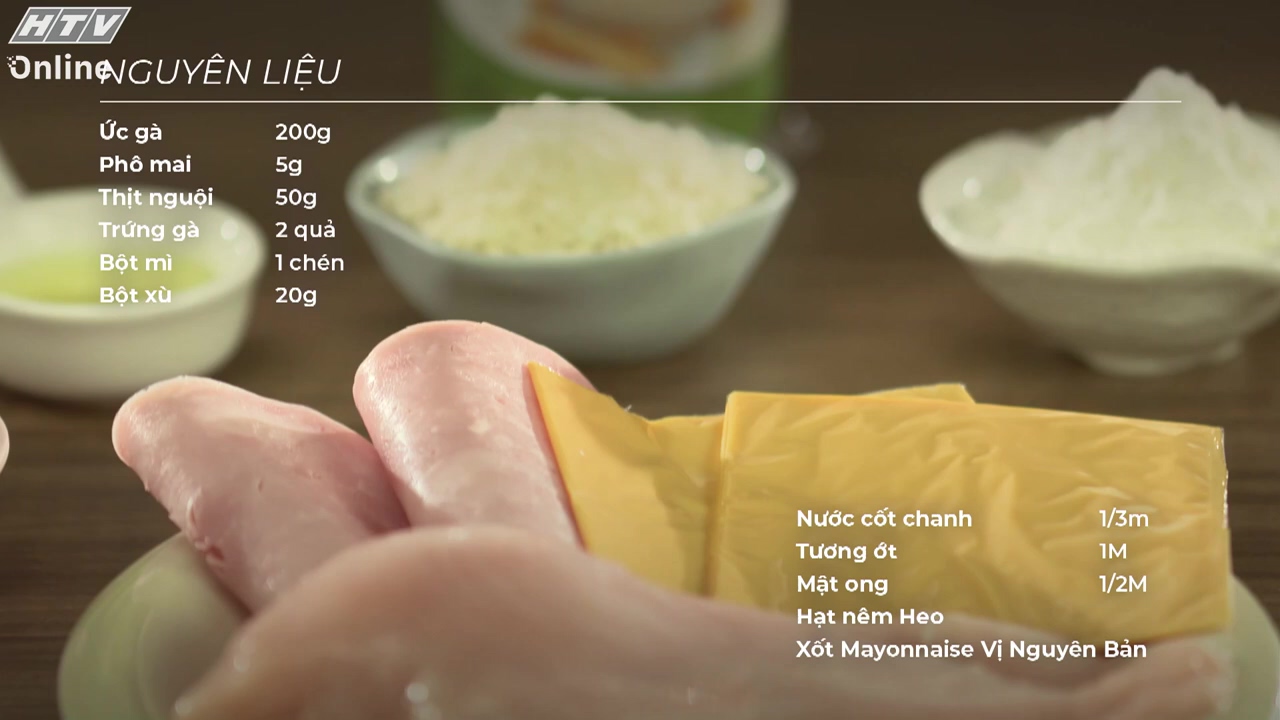 HTV
Online
NGUYÊN LIỆU
Ức gà 200g
Phô mai 5g
Thịt nguội 50g
Trứng gà 2 quả
Bột mì 1 chén
Bột xù 20g
Nước cốt chanh 1/3m
Tương ớt 1M
Mật ong 1/2M
Hạt nêm Heo
Xốt Mayonnaise Vị Nguyên Bản